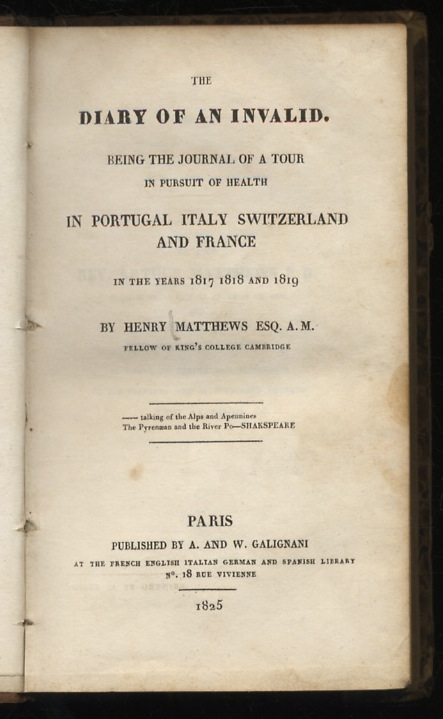 THE
DIARY OF AN INVALID.
BEING THE JOURNAL OF A TOUR
IN PURSUIT OF HEALTH
IN PORTUGAL ITALY SWITZERLAND
AND FRANCE
IN THE YEARS 1817 1818 AND 1819
BY HENRY MATTHEWS ESQ. A. M.
FELLOW OF KING'S COLLEGE CAMBRIDGE
—— talking of the Alps and Apennines
The Pyrenæan and the River Po—SHAKSPEARE
PARIS
PUBLISHED BY A. AND W. GALIGNANI
AT THE FRENCH ENGLISH ITALIAN GERMAN AND SPANISH LIBRARY
Nº. 18 RUE VIVIENNE
1825